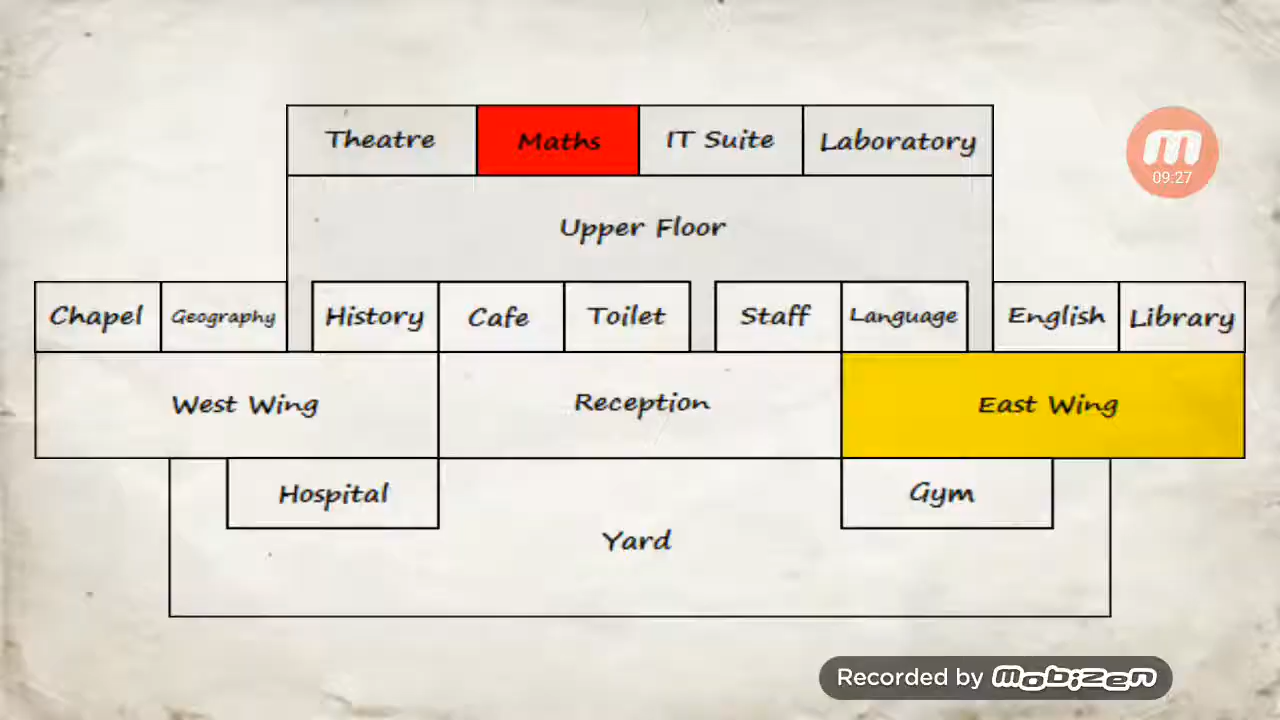 Theatre
Maths
IT Suite
Laboratory
m
09:27
Upper Floor
Chapel
Geography
History
Cafe
Toilet
Staff
Language
English
Library
West Wing
Reception
East Wing
Hospital
Gym
Yard
Recorded by mobizen